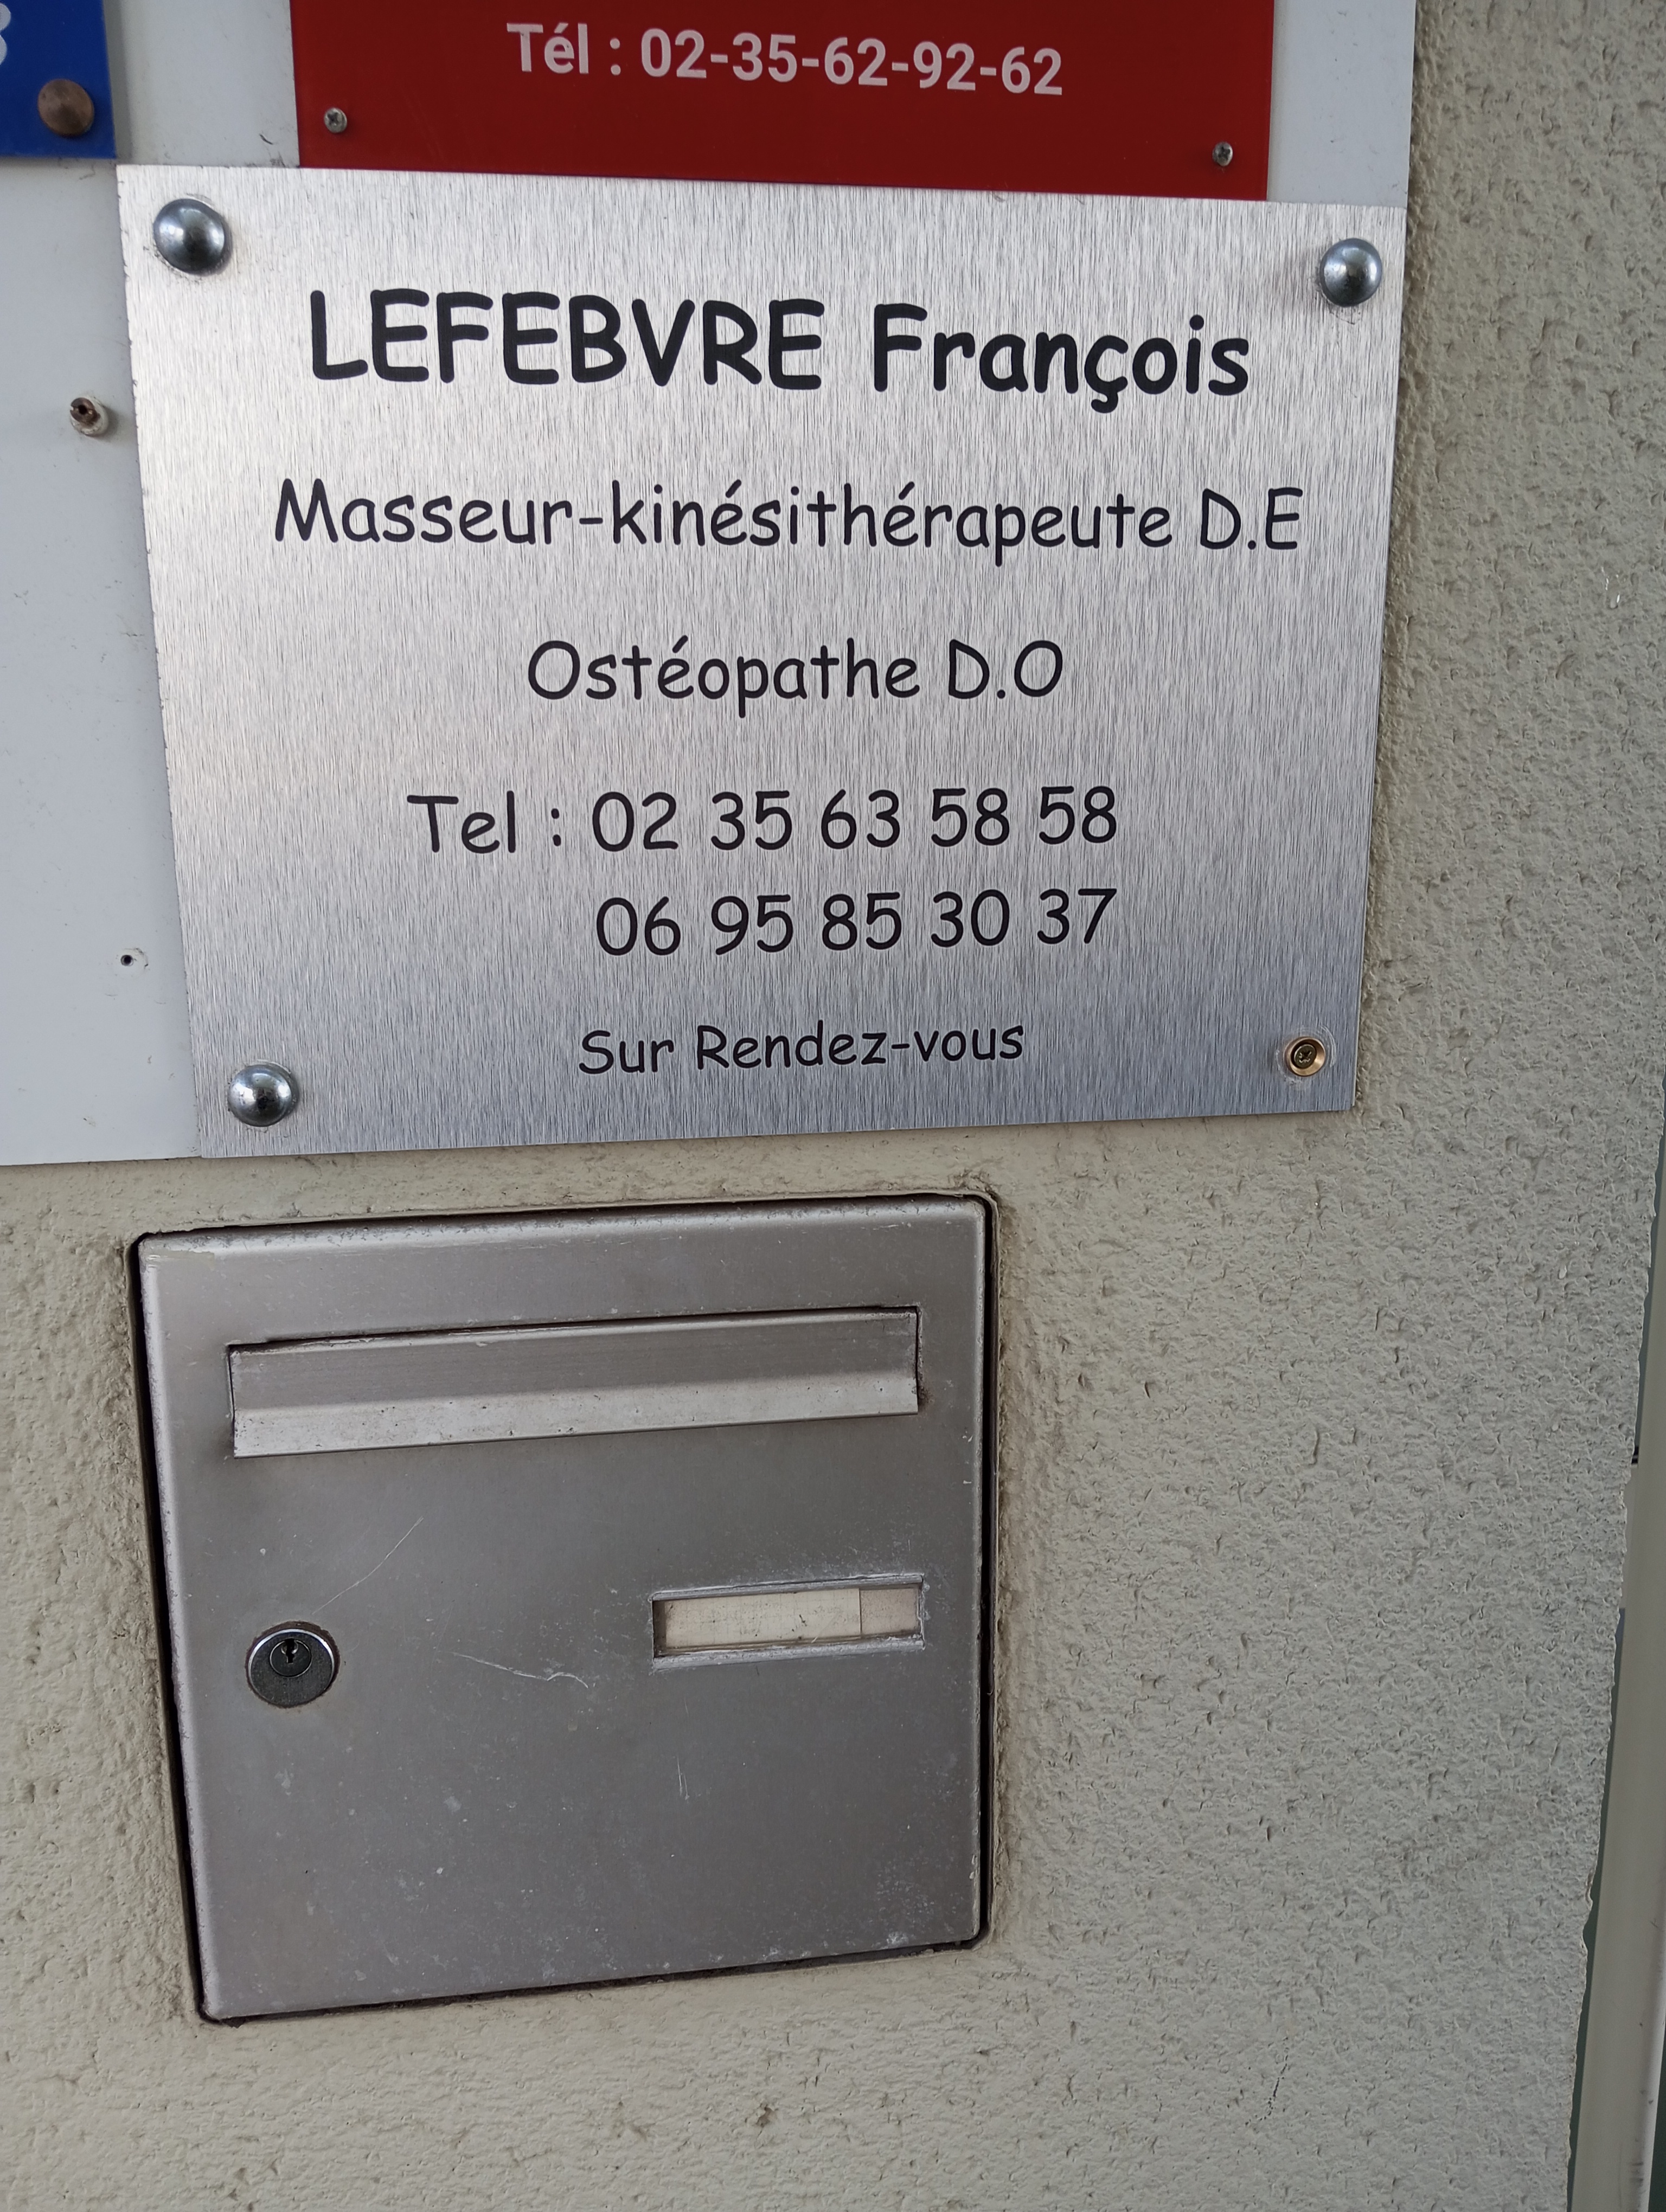 Tél : 02-35-62-92-62
LEFEBVRE François
Masseur-kinésithérapeute D.E
Ostéopathe D.O
Tel : 02 35 63 58 58
06 95 85 30 37
Sur Rendez-vous